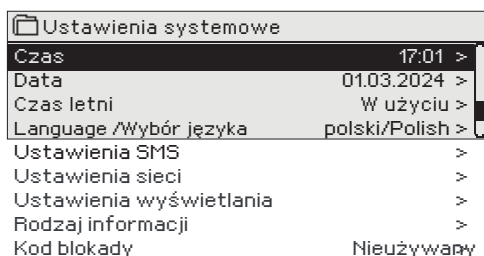 Ustawienia systemowe
Czas 17:01 >
Data 01.03.2024 >
Czas letni W użyciu >
Language /Wybór języka polski/Polish >
Ustawienia SMS >
Ustawienia sieci >
Ustawienia wyświetlania >
Rodzaj informacji >
Kod blokady Nieużywany